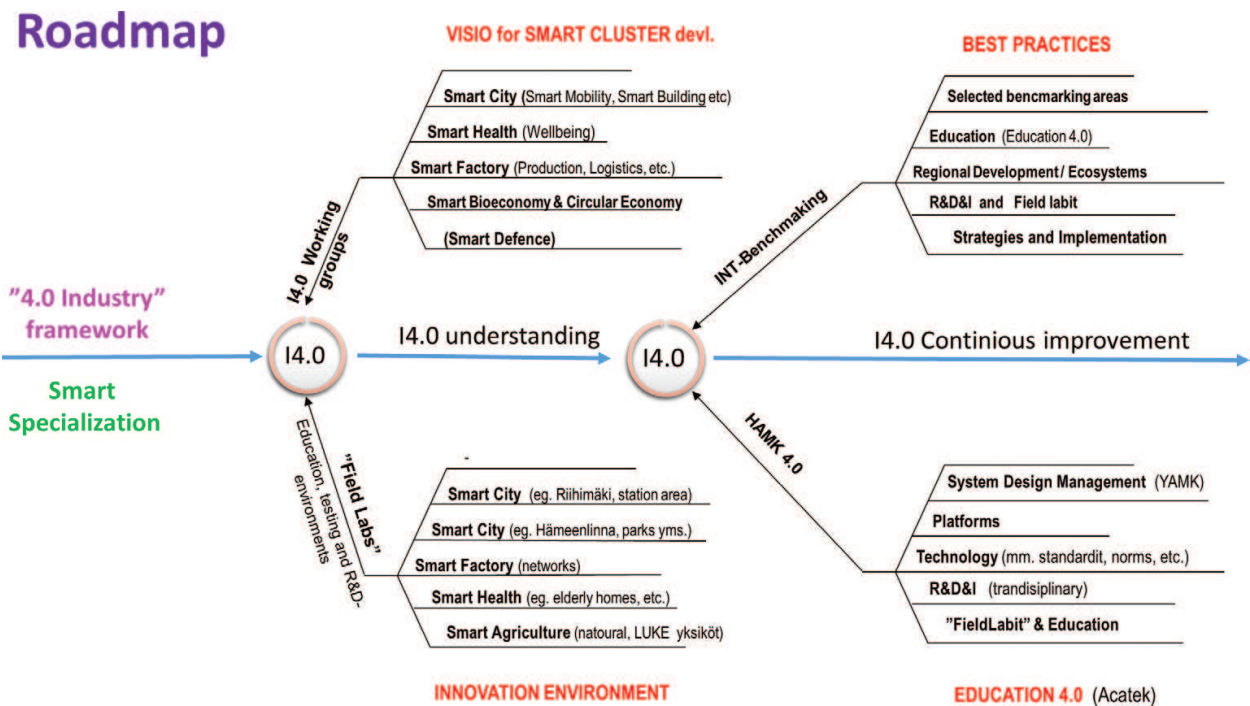 Roadmap
VISIO for SMART CLUSTER devl.
Smart City (Smart Mobility, Smart Building etc)
Smart Health (Wellbeing)
Smart Factory (Production, Logistics, etc.)
Smart Bioeconomy & Circular Economy
(Smart Defence)
I4.0 Working
groups
BEST PRACTICES
Selected bencmarking areas
Education (Education 4.0)
Regional Development / Ecosystems
R&D&I and Field labit
Strategies and Implementation
INT-Benchmaking
"4.0 Industry"
framework
Smart
Specialization
I4.0
I4.0 understanding
I4.0
I4.0 Continious improvement
"Field Labs"
Education, testing and R&D-
environments
-
Smart City (eg. Riihimäki, station area)
Smart City (eg. Hämeenlinna, parks yms.)
Smart Factory (networks)
Smart Health (eg. elderly homes, etc.)
Smart Agriculture (natoural, LUKE yksiköt)
INNOVATION ENVIRONMENT
HAMK 4.0
System Design Management (YAMK)
Platforms
Technology (mm. standardit, norms, etc.)
R&D&I (trandisiplinary)
"FieldLabit" & Education
EDUCATION 4.0 (Acatek)